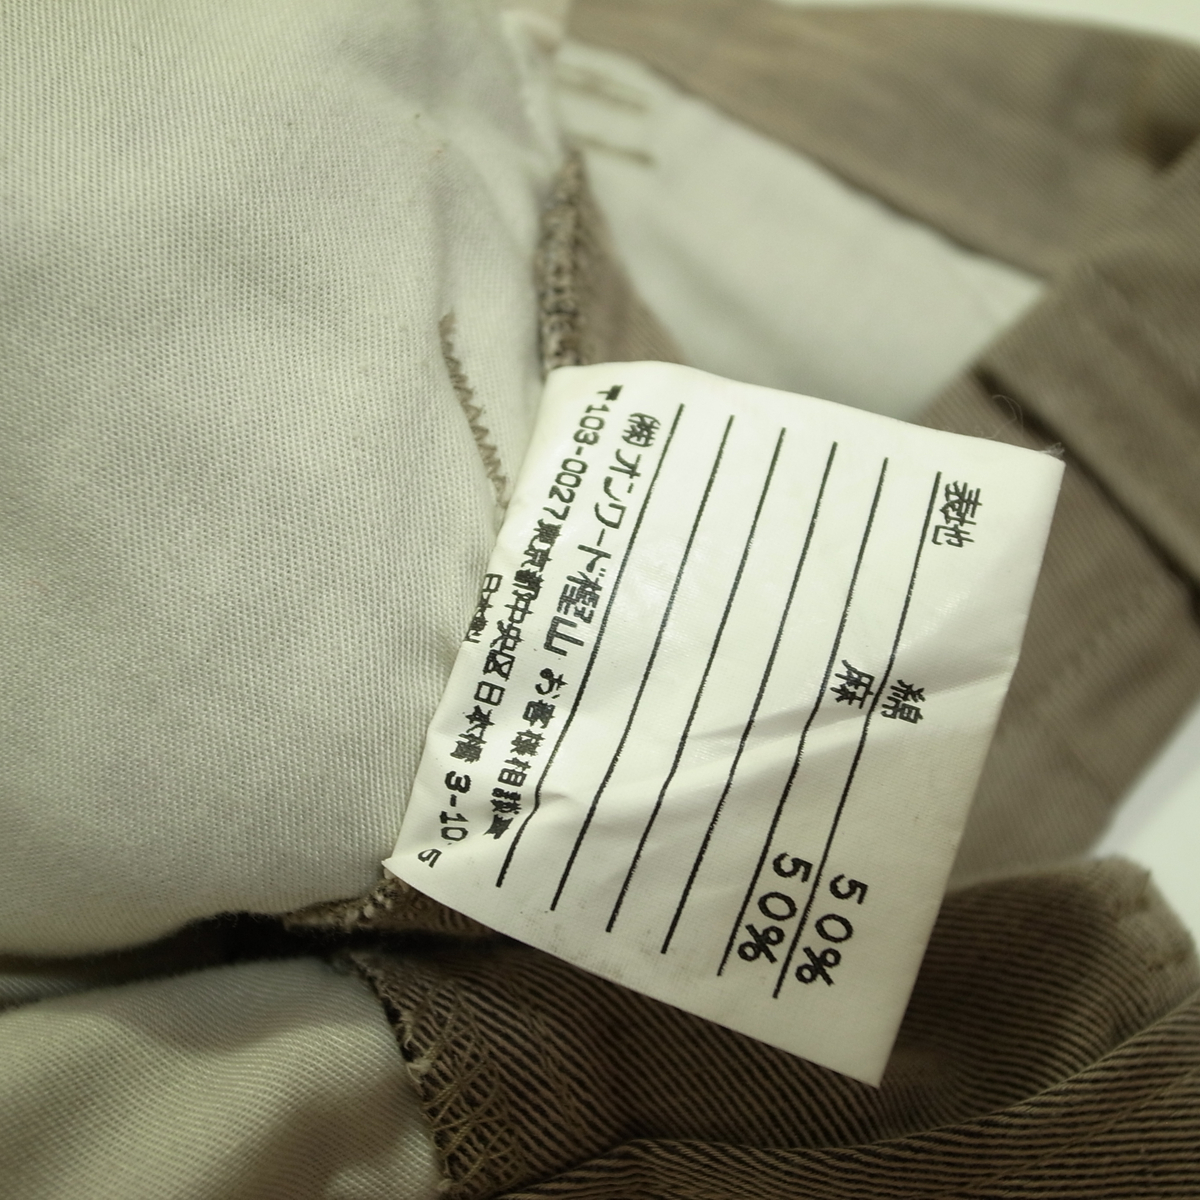 表地
綿 50%
麻 50%
㈱オンワード樫山 お客様相談室
〒103-0027東京都中央区日本橋 3-10-5